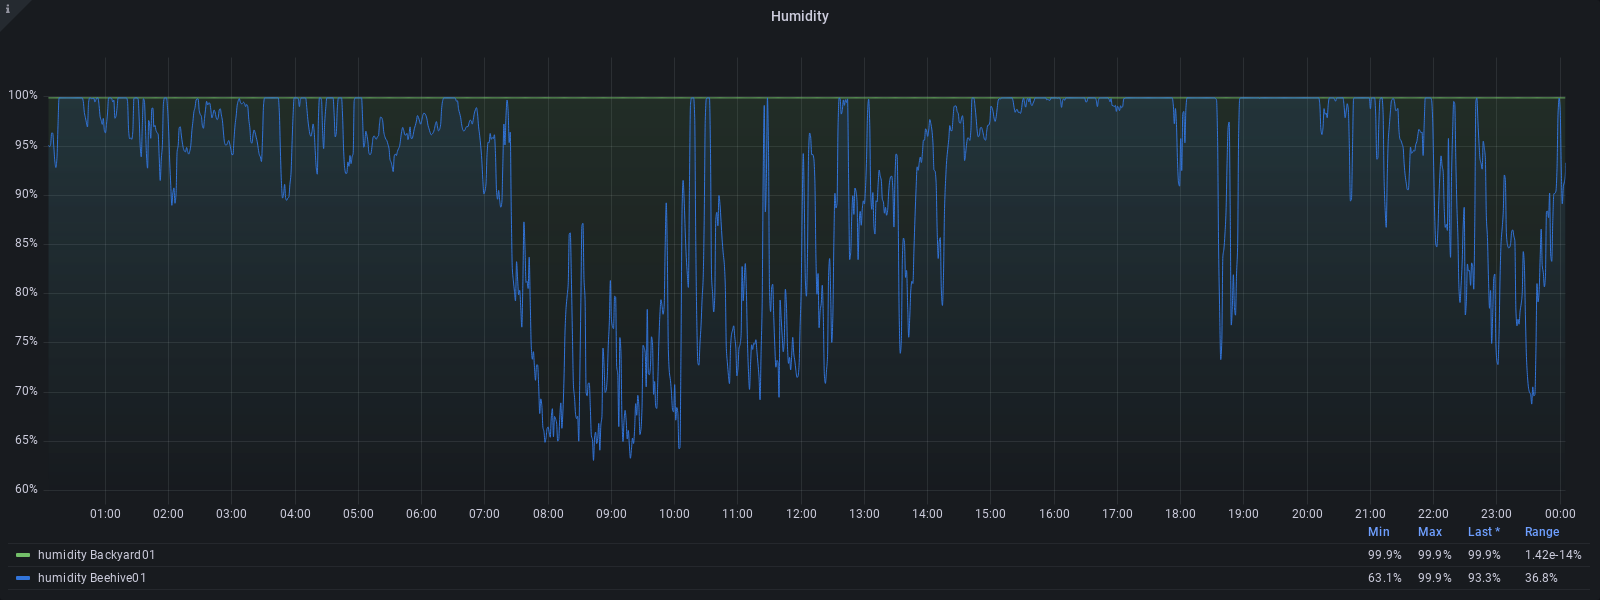 i
Humidity
100%
95%
90%
85%
80%
75%
70%
65%
60%
01:00 02:00 03:00 04:00 05:00 06:00 07:00 08:00 09:00 10:00 11:00 12:00 13:00 14:00 15:00 16:00 17:00 18:00 19:00 20:00 21:00 22:00 23:00 00:00
Min Max Last * Range
humidity Backyard01 99.9% 99.9% 99.9% 1.42e-14%
humidity Beehive01 63.1% 99.9% 93.3% 36.8%